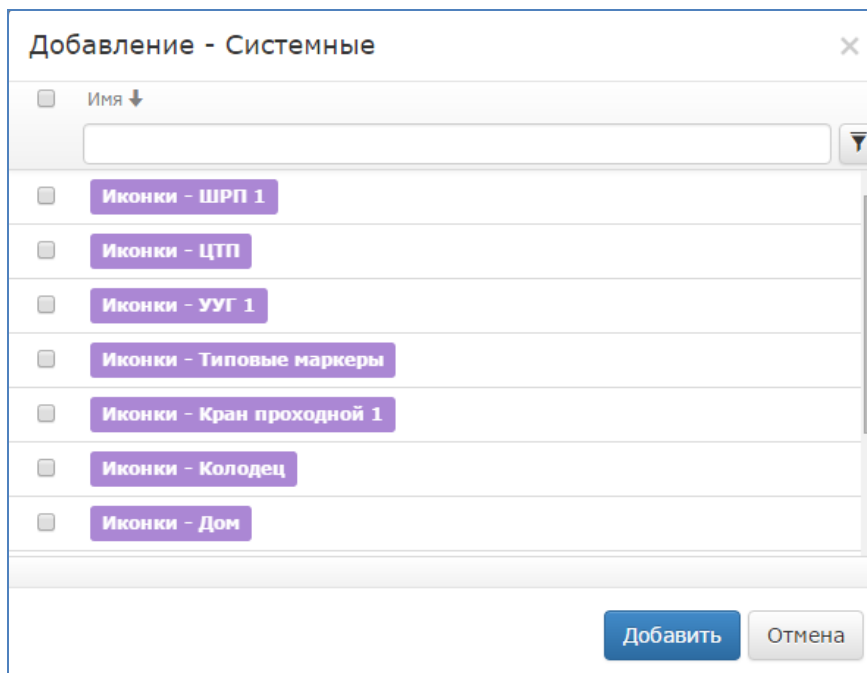 Добавление - Системные
Имя
Иконки - ШРП 1
Иконки - ЦТП
Иконки - УУГ 1
Иконки - Типовые маркеры
Иконки - Кран проходной 1
Иконки - Колодец
Иконки - Дом
Добавить Отмена